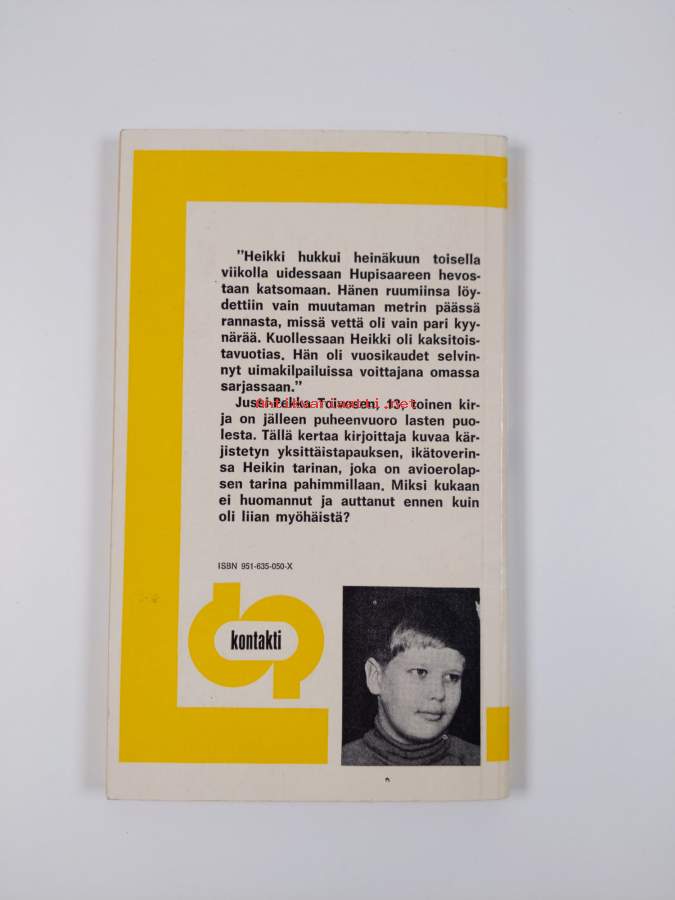 "Heikki hukkui heinäkuun toisella
viikolla uidessaan Hupisaareen hevos-
taan katsomaan. Hänen ruumiinsa löy-
dettiin vain muutaman metrin päässä
rannasta, missä vettä oli vain pari kyy-
närää. Kuollessaan Heikki oli kaksitois-
tavuotias. Hän oli vuosikaudet selvin-
nyt uimakilpailuissa voittajana omassa
sarjassaan."
Jussi-Pekka Toivosen, 13, toinen kir-
ja on jälleen puheenvuoro lasten puo-
lesta. Tällä kertaa kirjoittaja kuvaa kär-
jistetyn yksittäistapauksen, ikätoverin-
sa Heikin tarinan, joka on avioerolap-
sen tarina pahimmillaan. Miksi kukaan
ei huomannut ja auttanut ennen kuin
oli liian myöhäistä?
ISBN 951-635-050-X
kontakti